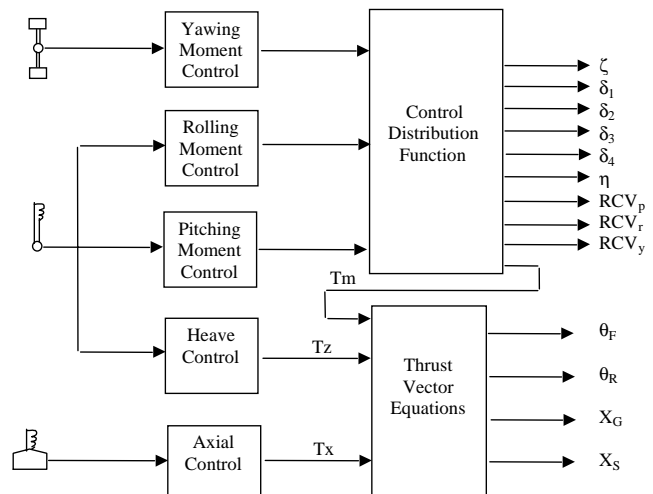 Yawing
Moment
Control
Rolling
Moment
Control
Pitching
Moment
Control
Heave
Control
Axial
Control
Control
Distribution
Function
Tm
Tz
Tx
Thrust
Vector
Equations
ζ
δ1
δ2
δ3
δ4
η
RCVp
RCVr
RCVy
θF
θR
XG
XS